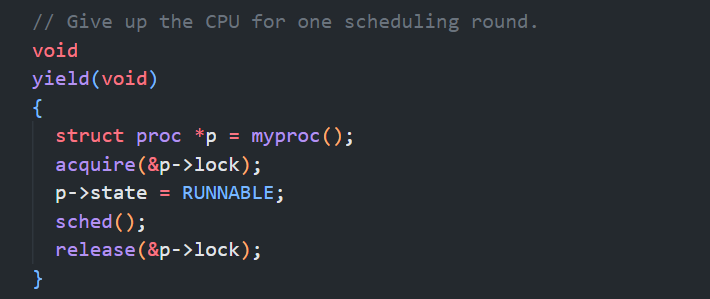 // Give up the CPU for one scheduling round.
void
yield(void)
{
  struct proc *p = myproc();
  acquire(&p->lock);
  p->state = RUNNABLE;
  sched();
  release(&p->lock);
}